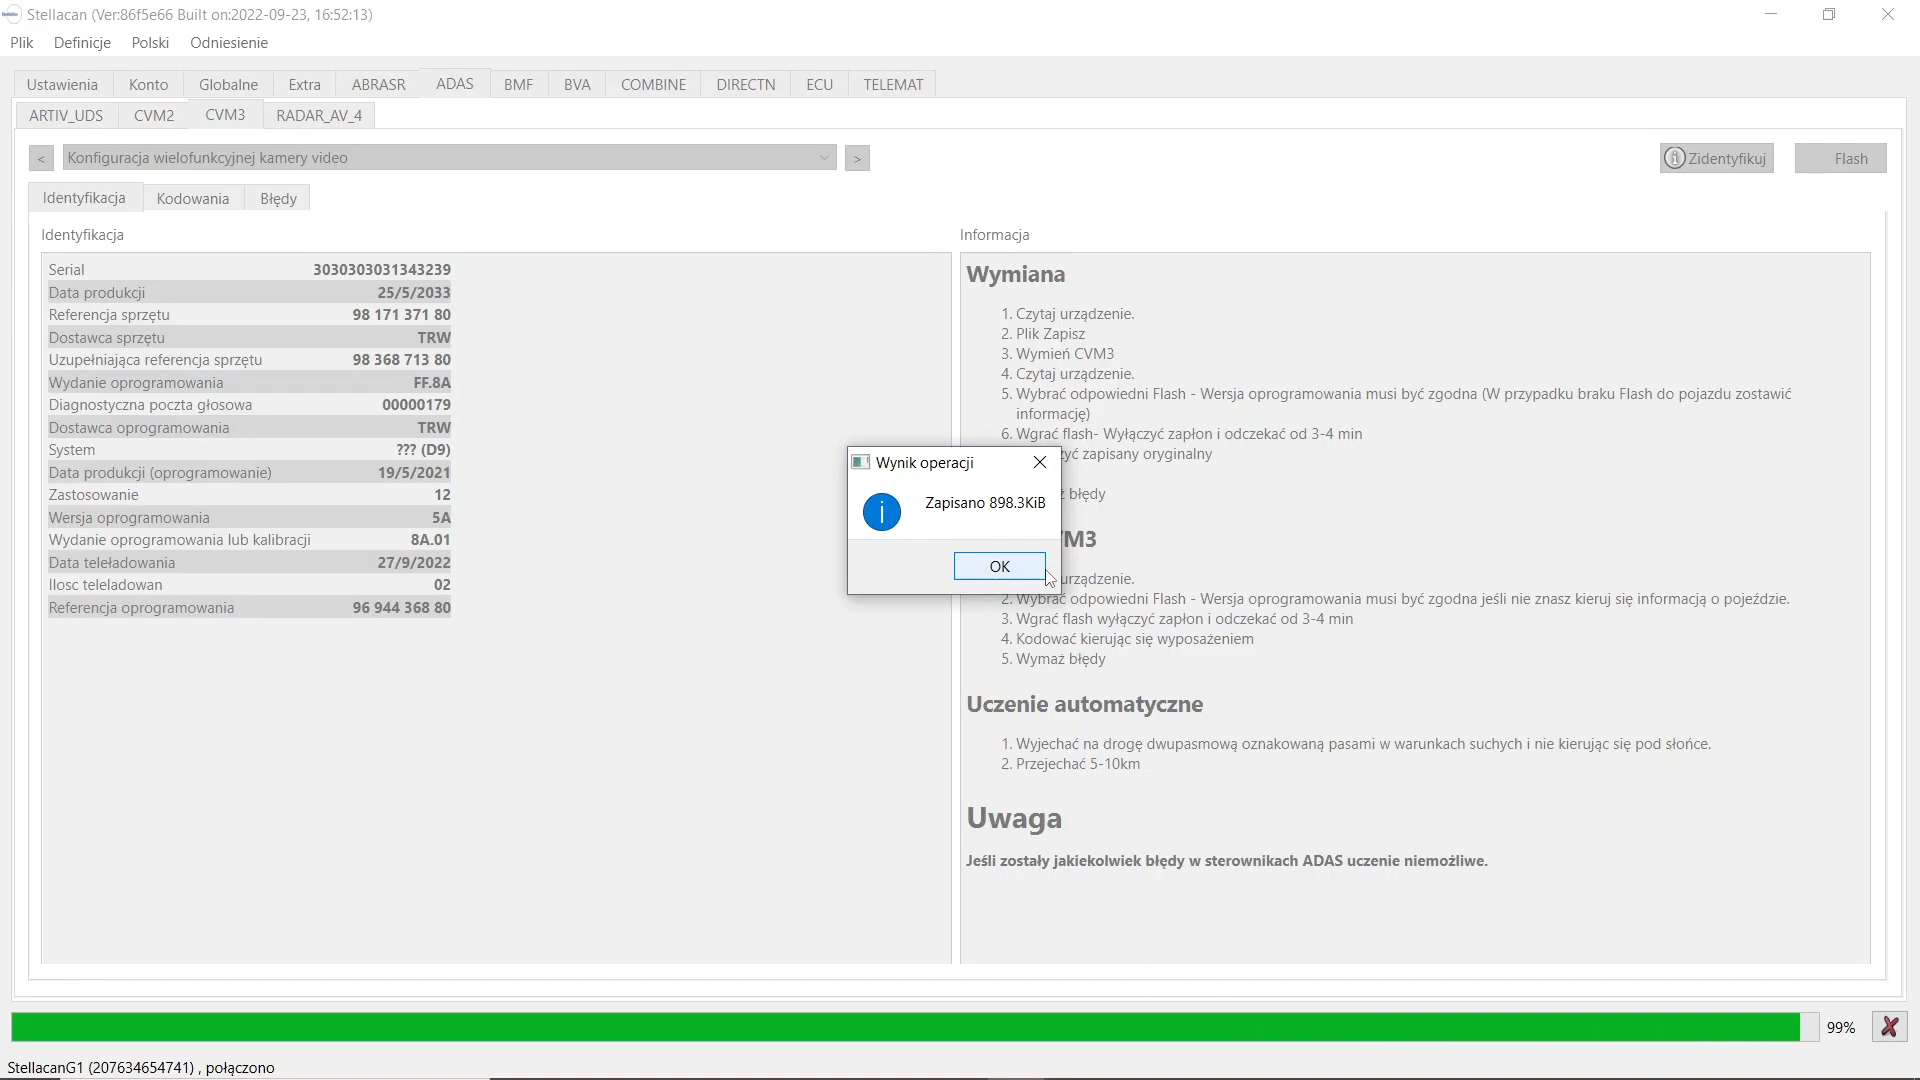 Stellacan (Ver:86f5e66 Built on:2022-09-23, 16:52:13)
Plik Definicje Polski Odniesienie
Ustawienia Konto Globalne Extra ABRASR ADAS BMF BVA COMBINE DIRECTN ECU TELEMAT
ARTIV_UDS CVM2 CVM3 RADAR_AV_4
< Konfiguracja wielofunkcyjnej kamery video > Zidentyfikuj Flash
Identyfikacja Kodowania Błędy
Identyfikacja
Serial 3030303031343239
Data produkcji 25/5/2033
Referencja sprzętu 98 171 371 80
Dostawca sprzętu TRW
Uzupełniająca referencja sprzętu 98 368 713 80
Wydanie oprogramowania FF.8A
Diagnostyczna poczta głosowa 00000179
Dostawca oprogramowania TRW
System ??? (D9)
Data produkcji (oprogramowanie) 19/5/2021
Zastosowanie 12
Wersja oprogramowania 5A
Wydanie oprogramowania lub kalibracji 8A.01
Data teleładowania 27/9/2022
Ilosc teleladowan 02
Referencja oprogramowania 96 944 368 80
Informacja
Wymiana
1. Czytaj urządzenie.
2. Plik Zapisz
3. Wymień CVM3
4. Czytaj urządzenie.
5. Wybrać odpowiedni Flash - Wersja oprogramowania musi być zgodna (W przypadku braku Flash do pojazdu zostawić
informację)
6. Wgrać flash- Wyłączyć zapłon i odczekać od 3-4 min
zyć zapisany oryginalny
ż błędy
VM3
urządzenie.
2. Wybrać odpowiedni Flash - Wersja oprogramowania musi być zgodna jeśli nie znasz kieruj się informacją o pojeździe.
3. Wgrać flash wyłączyć zapłon i odczekać od 3-4 min
4. Kodować kierując się wyposażeniem
5. Wymaż błędy
Uczenie automatyczne
1. Wyjechać na drogę dwupasmową oznakowaną pasami w warunkach suchych i nie kierując się pod słońce.
2. Przejechać 5-10km
Uwaga
Jeśli zostały jakiekolwiek błędy w sterownikach ADAS uczenie niemożliwe.
Wynik operacji
Zapisano 898.3KiB
OK
99%
StellacanG1 (207634654741) , połączono